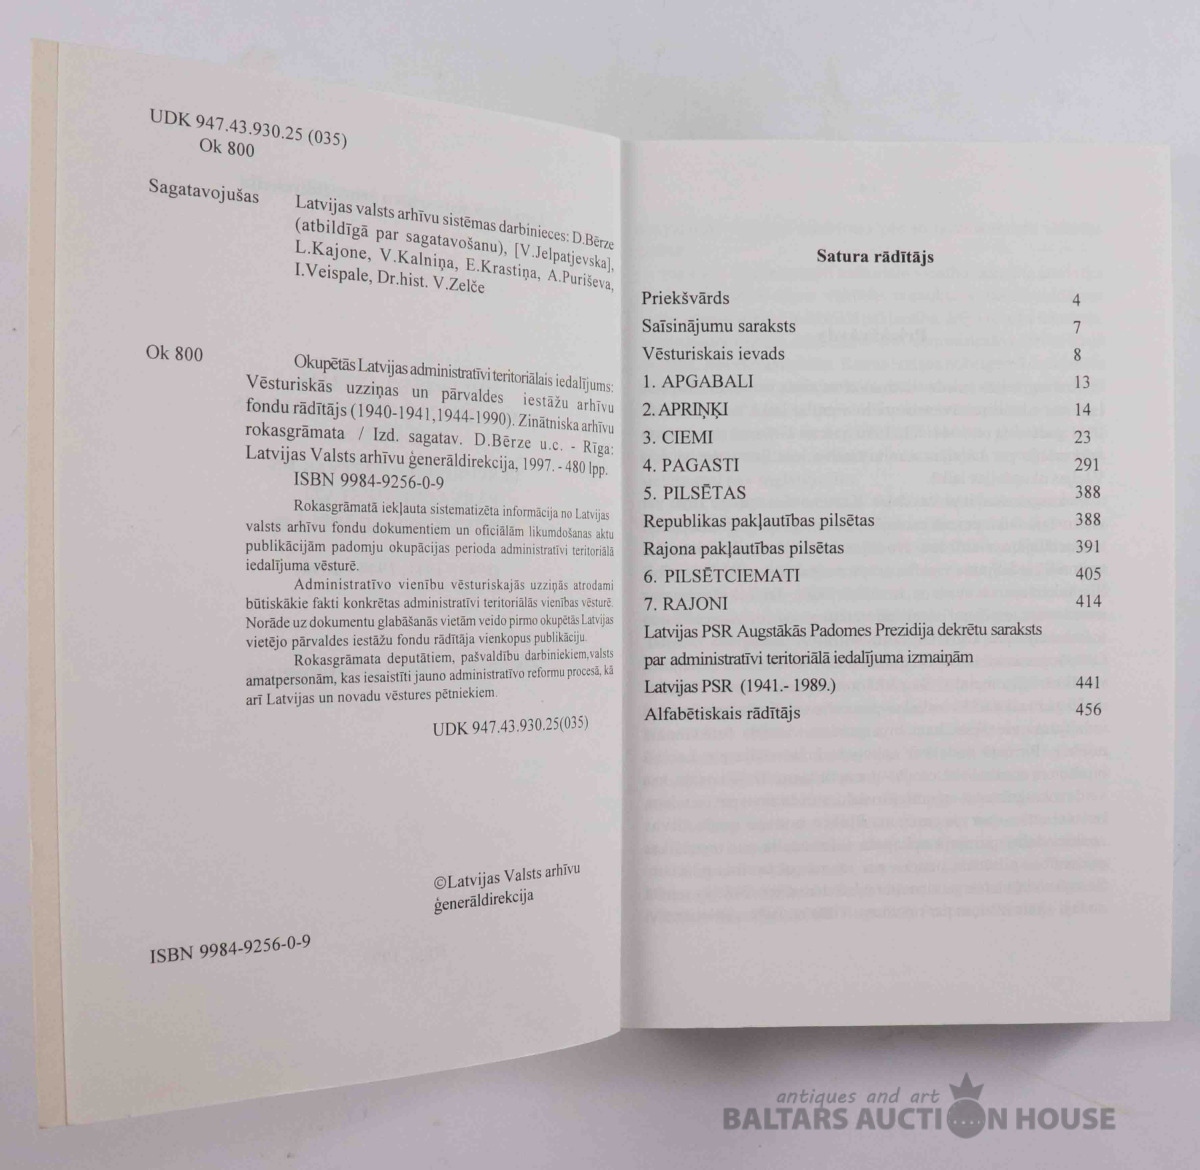 UDK 947.43.930.25 (035)
Ok 800
Sagatavojušas
Latvijas valsts arhīvu sistēmas darbinieces: D.Bērze
(atbildīgā par sagatavošanu), [V.Jelpatjevska],
L.Kajone, V.Kalniņa, E.Krastiņa, A.Puriševa,
I.Veispale, Dr.hist. V.Zelče
Ok 800
Okupētās Latvijas administratīvi teritoriālais iedalījums:
Vēsturiskās uzziņas un pārvaldes iestāžu arhīvu
fondu rādītājs (1940-1941,1944-1990). Zinātniska arhīvu
rokasgrāmata / Izd. sagatav. D.Bērze u.c. - Rīga:
Latvijas Valsts arhīvu ģenerāldirekcija, 1997. - 480 lpp.
ISBN 9984-9256-0-9
Rokasgrāmatā iekļauta sistematizēta informācija no Latvijas
valsts arhīvu fondu dokumentiem un oficiālām likumdošanas aktu
publikācijām padomju okupācijas perioda administratīvi teritoriālā
iedalījuma vēsturē.
Administratīvo vienību vēsturiskajās uzziņās atrodami
būtiskākie fakti konkrētas administratīvi teritoriālās vienības vēsturē.
Norāde uz dokumentu glabāšanās vietām veido pirmo okupētās Latvijas
vietējo pārvaldes iestāžu fondu rādītāja vienkopus publikāciju.
Rokasgrāmata deputātiem, pašvaldību darbiniekiem,valsts
amatpersonām, kas iesaistīti jauno administratīvo reformu procesā, kā
arī Latvijas un novadu vēstures pētniekiem.
UDK 947.43.930.25(035)
©Latvijas Valsts arhīvu
ģenerāldirekcija
ISBN 9984-9256-0-9
Satura rādītājs
Priekšvārds 4
Saīsinājumu saraksts 7
Vēsturiskais ievads 8
1. APGABALI 13
2. APRIŅĶI 14
3. CIEMI 23
4. PAGASTI 291
5. PILSĒTAS 388
Republikas pakļautības pilsētas 388
Rajona pakļautības pilsētas 391
6. PILSĒTCIEMATI 405
7. RAJONI 414
Latvijas PSR Augstākās Padomes Prezidija dekrētu saraksts
par administratīvi teritoriālā iedalījuma izmaiņām
Latvijas PSR (1941.- 1989.) 441
Alfabētiskais rādītājs 456
antiques and art
BALTARS AUCTION HOUSE